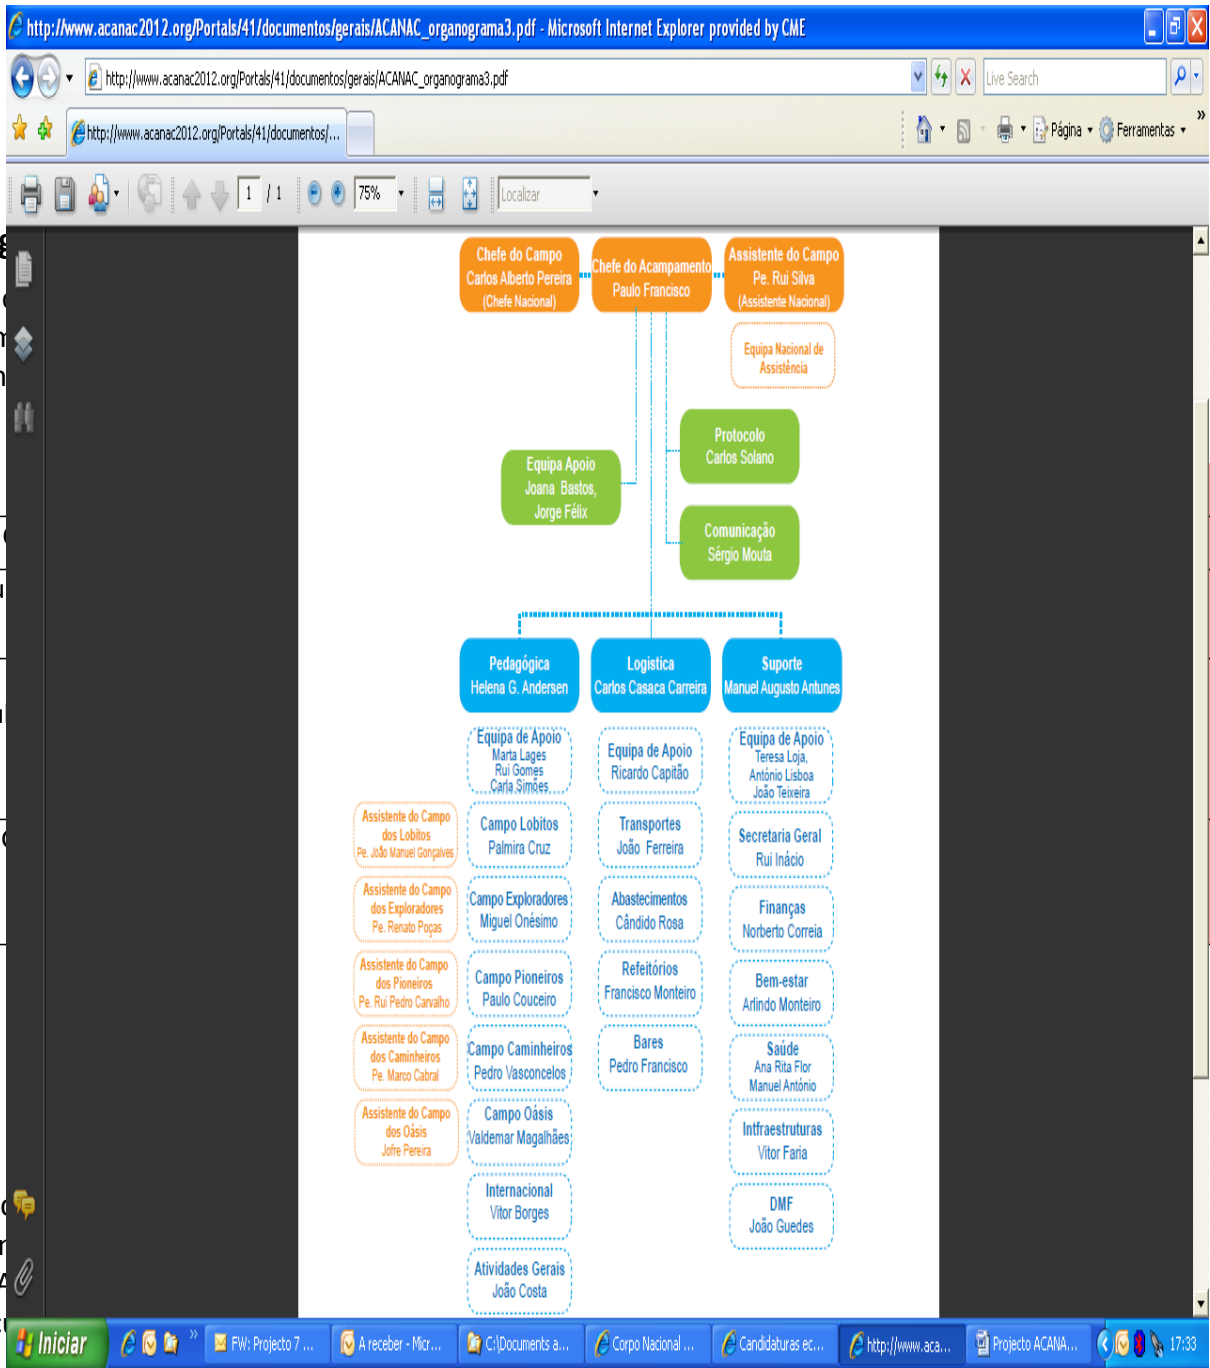 http://www.acanac2012.org/Portals/41/documentos/gerais/ACANAC_organograma3.pdf - Microsoft Internet Explorer provided by CME
http://www.acanac2012.org/Portals/41/documentos/gerais/ACANAC_organograma3.pdf
Live Search
http://www.acanac2012.org/Portals/41/documentos/...
Página
Ferramentas
»
1 / 1
75%
Localizar
Chefe do Campo
Carlos Alberto Pereira
(Chefe Nacional)
Chefe do Acampamento
Paulo Francisco
Assistente do Campo
Pe. Rui Silva
(Assistente Nacional)
Equipa Nacional de
Assistência
Protocolo
Carlos Solano
Equipa Apoio
Joana Bastos,
Jorge Félix
Comunicação
Sérgio Mouta
Pedagógica
Helena G. Andersen
Logistica
Carlos Casaca Carreira
Suporte
Manuel Augusto Antunes
Equipa de Apoio
Marta Lages
Rui Gomes
Carla Simões
Equipa de Apoio
Ricardo Capitão
Equipa de Apoio
Teresa Loja,
António Lisboa
João Teixeira
Assistente do Campo
dos Lobitos
Pe. João Manuel Gonçalves
Campo Lobitos
Palmira Cruz
Transportes
João Ferreira
Secretaria Geral
Rui Inácio
Assistente do Campo
dos Exploradores
Pe. Renato Poças
Campo Exploradores
Miguel Onésimo
Abastecimentos
Cândido Rosa
Finanças
Norberto Correia
Assistente do Campo
dos Pioneiros
Pe. Rui Pedro Carvalho
Campo Pioneiros
Paulo Couceiro
Refeitórios
Francisco Monteiro
Bem-estar
Arlindo Monteiro
Assistente do Campo
dos Caminheiros
Pe. Marco Cabral
Campo Caminheiros
Pedro Vasconcelos
Bares
Pedro Francisco
Saúde
Ana Rita Flor
Manuel António
Assistente do Campo
dos Oàsis
Jofre Pereira
Campo Oásis
Valdemar Magalhães
Intfraestruturas
Vitor Faria
Internacional
Vitor Borges
DMF
João Guedes
Atividades Gerais
João Costa
Iniciar
»
FW: Projecto 7 ...
A receber - Micr...
C:\Documents a...
Corpo Nacional ...
Candidaturas ec...
http://www.aca...
Projecto ACANA...
17:33